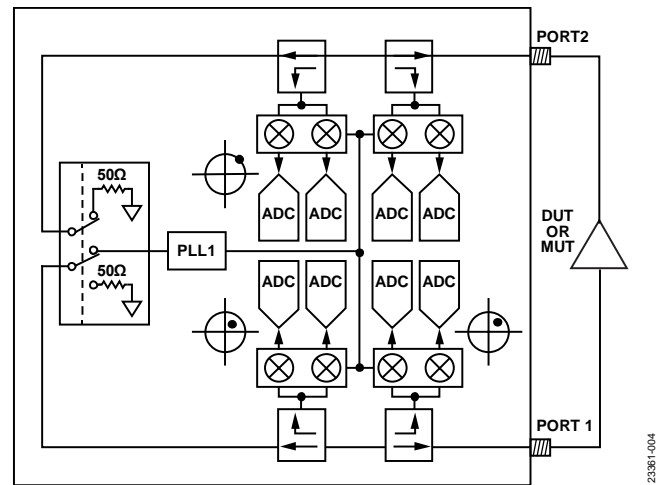 PORT2
50Ω
ADC ADC ADC ADC
DUT
OR
MUT
PLL1
50Ω
ADC ADC ADC ADC
PORT 1
23361-004